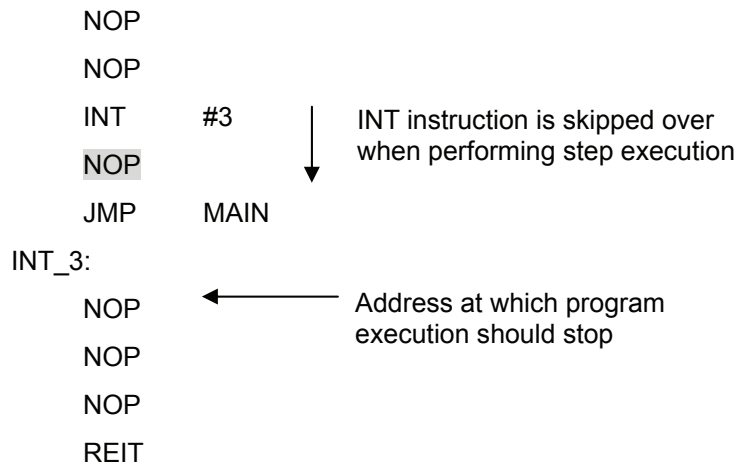 NOP
NOP
INT #3
INT instruction is skipped over
when performing step execution
NOP
JMP MAIN
INT_3:
NOP
Address at which program
execution should stop
NOP
NOP
REIT